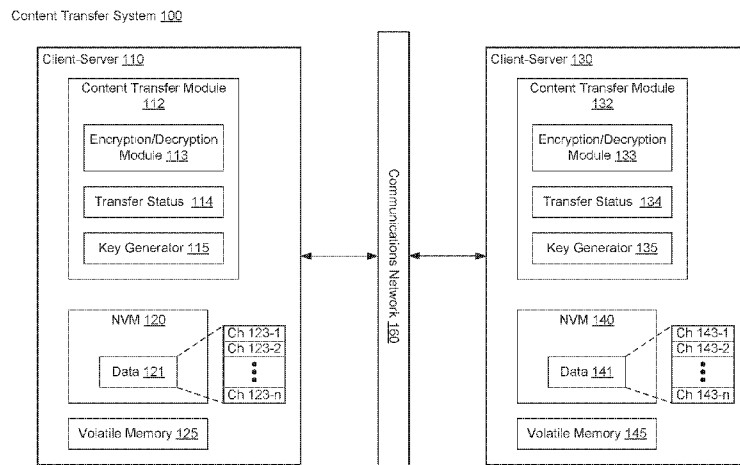 Content Transfer System 100
Client-Server 110
Content Transfer Module
112
Encryption/Decryption
Module 113
Transfer Status 114
Key Generator 115
NVM 120
Data 121
Ch 123-1
Ch 123-2
Ch 123-n
Volatile Memory 125
Communications Network 160
Client-Server 130
Content Transfer Module
132
Encryption/Decryption
Module 133
Transfer Status 134
Key Generator 135
NVM 140
Data 141
Ch 143-1
Ch 143-2
Ch 143-n
Volatile Memory 145